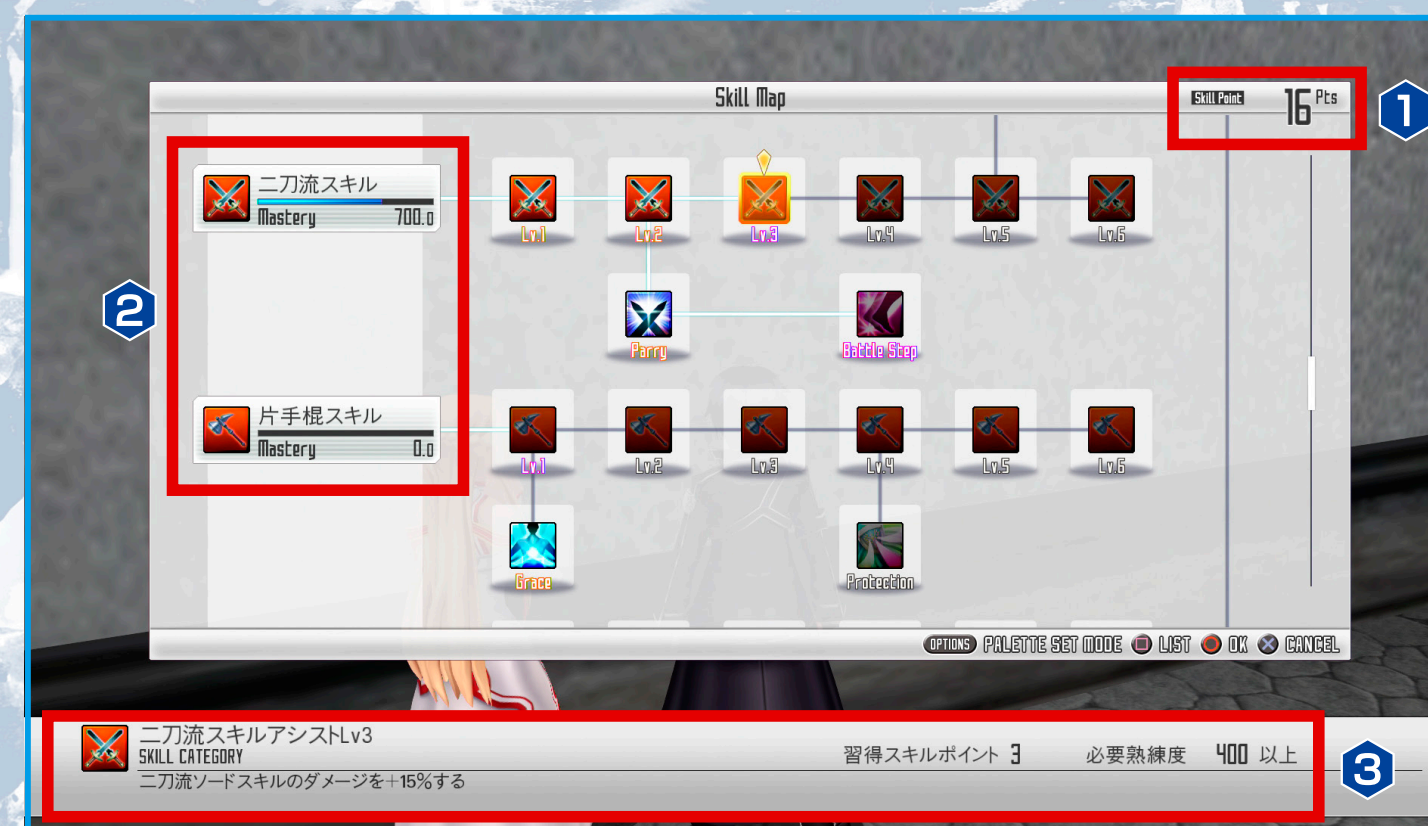 Skill Map
Skill Point 16 Pts
1
二刀流スキル
Mastery 700.0
Lv.1 Lv.2 Lv.3 Lv.4 Lv.5 Lv.6
2
Parry Battle Step
片手棍スキル
Mastery 0.0
Lv.1 Lv.2 Lv.3 Lv.4 Lv.5 Lv.6
Grace Protection
OPTIONS PALETTE SET MODE LIST OK CANCEL
二刀流スキルアシストLv3
SKILL CATEGORY 習得スキルポイント 3 必要熟練度 400 以上
3
二刀流ソードスキルのダメージを+15%する